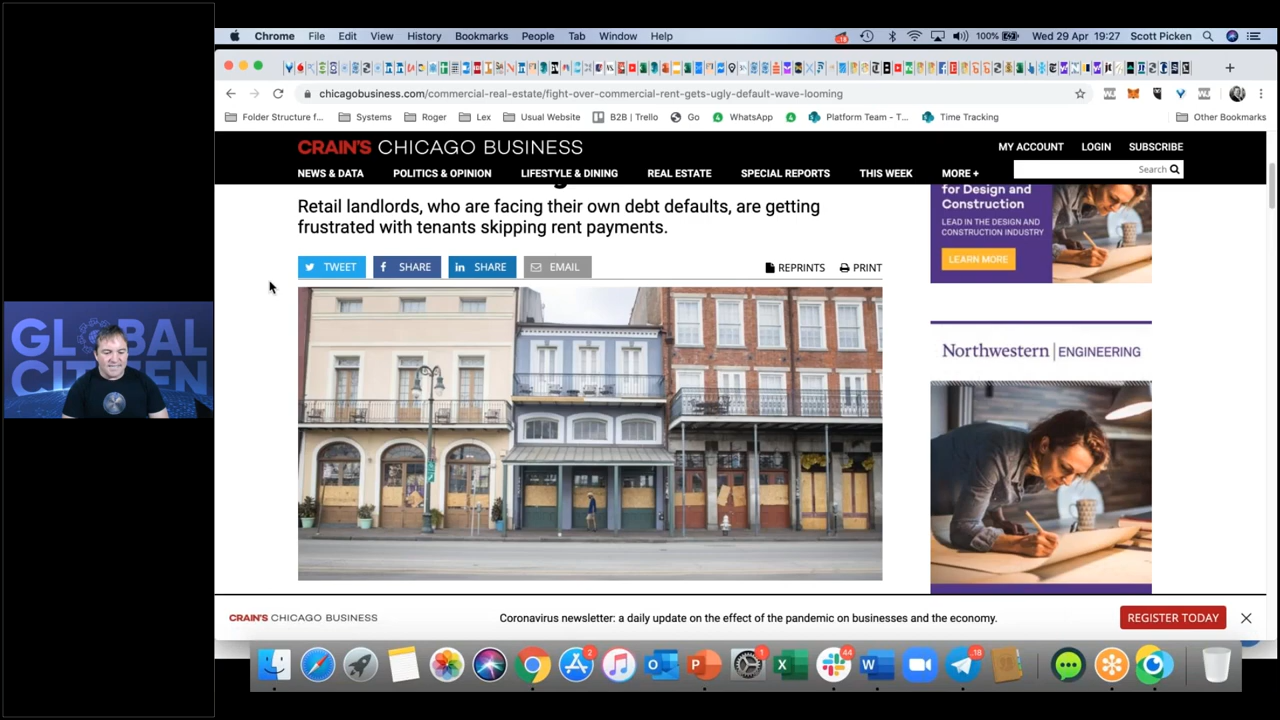 Chrome File Edit View History Bookmarks People Tab Window Help
18
100% Wed 29 Apr 19:27 Scott Picken
chicagobusiness.com/commercial-real-estate/fight-over-commercial-rent-gets-ugly-default-wave-looming
Folder Structure f... Systems Roger Lex Usual Website B2B | Trello Go WhatsApp Platform Team - T... Time Tracking Other Bookmarks
CRAIN'S CHICAGO BUSINESS
MY ACCOUNT LOGIN SUBSCRIBE
Search
NEWS & DATA POLITICS & OPINION LIFESTYLE & DINING REAL ESTATE SPECIAL REPORTS THIS WEEK MORE +
Retail landlords, who are facing their own debt defaults, are getting
frustrated with tenants skipping rent payments.
TWEET SHARE SHARE EMAIL
REPRINTS PRINT
for Design and
Construction
LEAD IN THE DESIGN AND
CONSTRUCTION INDUSTRY
LEARN MORE
Northwestern | ENGINEERING
GLOBAL
CITIZEN
CRAIN'S CHICAGO BUSINESS
Coronavirus newsletter: a daily update on the effect of the pandemic on businesses and the economy.
REGISTER TODAY
2 1 44 18